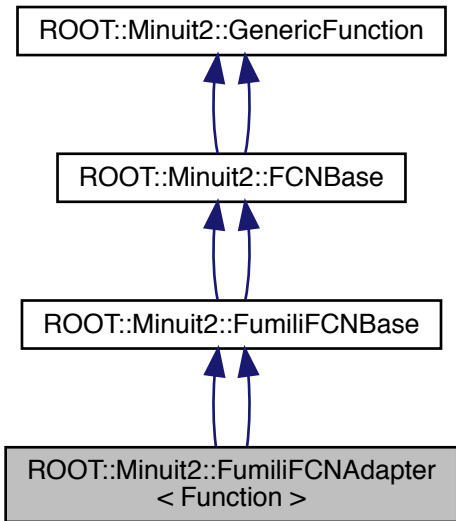 ROOT::Minuit2::GenericFunction
ROOT::Minuit2::FCNBase
ROOT::Minuit2::FumiliFCNBase
ROOT::Minuit2::FumiliFCNAdapter
< Function >